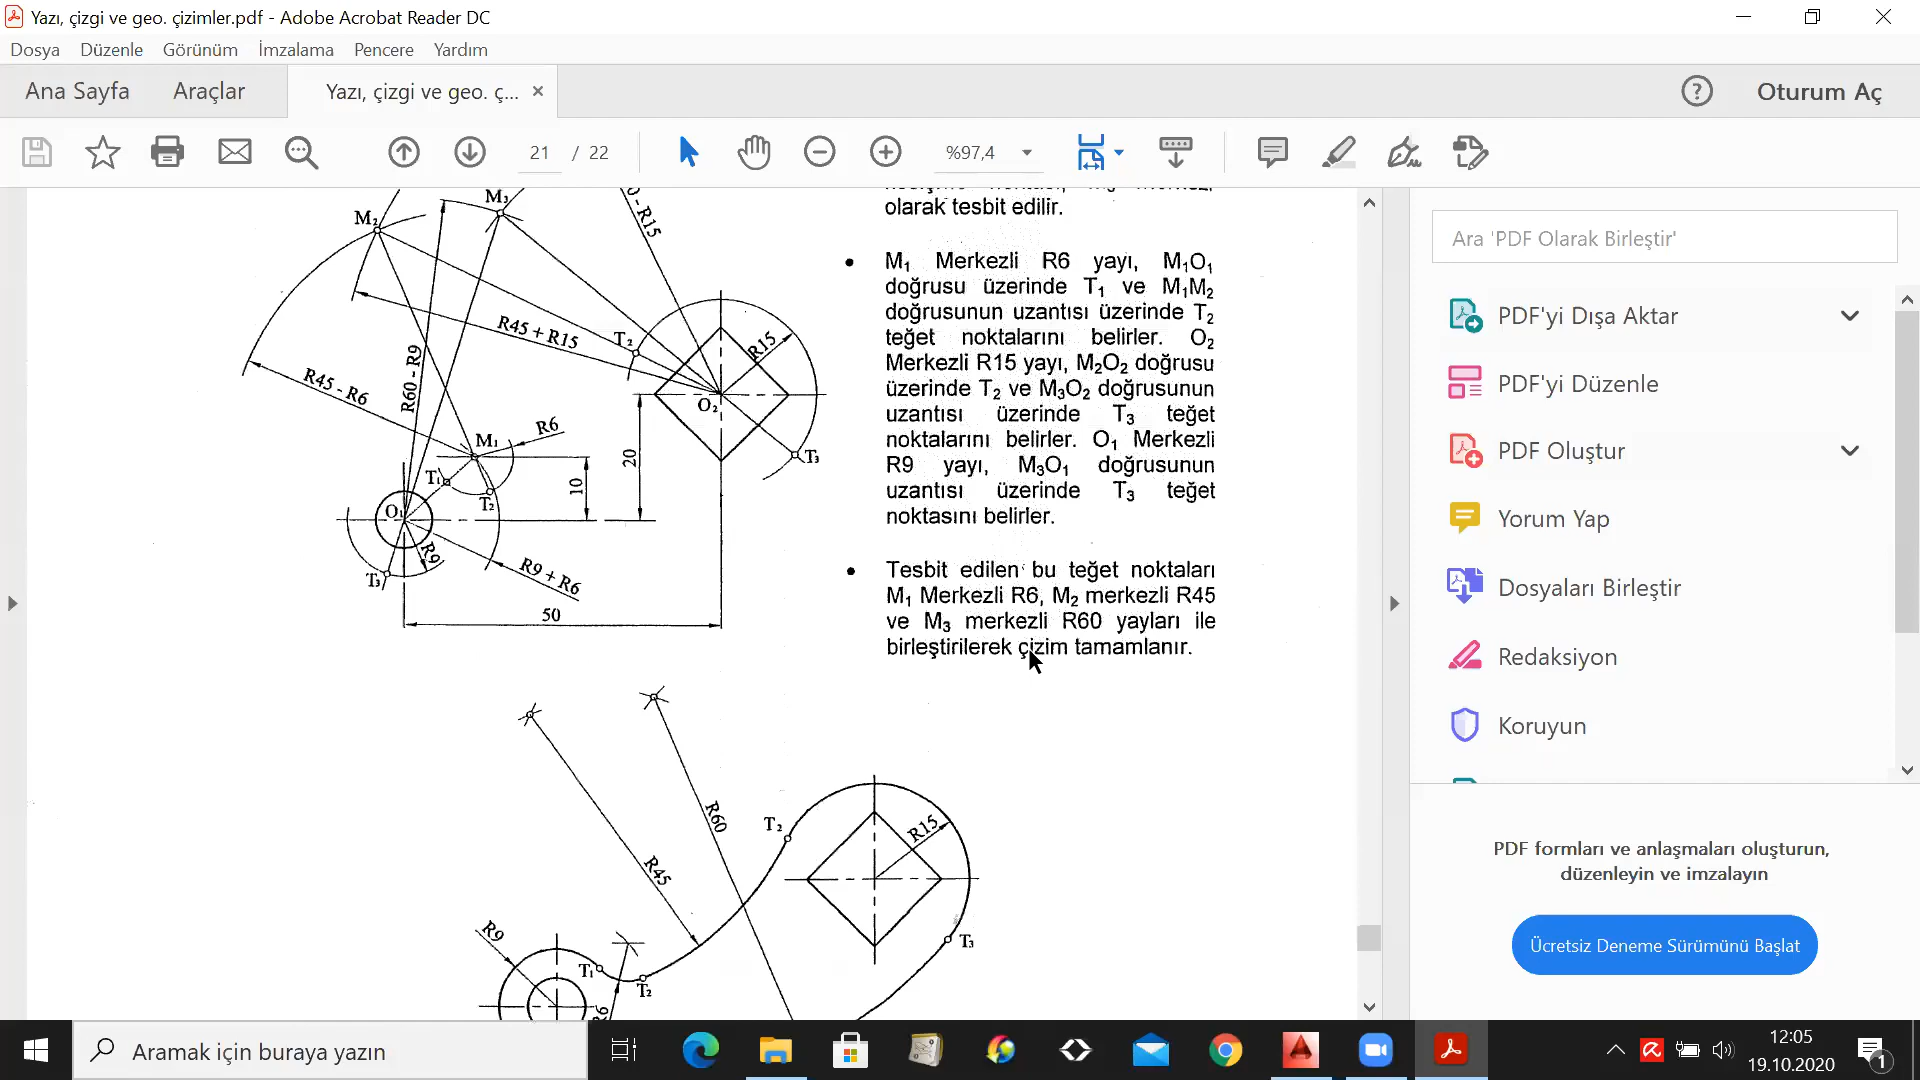 Yazı, çizgi ve geo. çizimler.pdf - Adobe Acrobat Reader DC
Dosya Düzenle Görünüm İmzalama Pencere Yardım
Ana Sayfa Araçlar Yazı, çizgi ve geo. ç... × Oturum Aç
21 / 22 %97,4
olarak tesbit edilir.
M₁ Merkezli R6 yayı, M₁O₁
doğrusu üzerinde T₁ ve M₁M₂
doğrusunun uzantısı üzerinde T₂
teğet noktalarını belirler. O₂
Merkezli R15 yayı, M₂O₂ doğrusu
üzerinde T₂ ve M₃O₂ doğrusunun
uzantısı üzerinde T₃ teğet
noktalarını belirler. O₁ Merkezli
R9 yayı, M₃O₁ doğrusunun
uzantısı üzerinde T₃ teğet
noktasını belirler.
Tesbit edilen bu teğet noktaları
M₁ Merkezli R6, M₂ merkezli R45
ve M₃ merkezli R60 yayları ile
birleştirilerek çizim tamamlanır.
M₂
M₃
0 - R15
R45 + R15
T₂
R15
R60 - R9
R45 - R6
O₂
M₁
R6
T₃
T₁
20
10
T₂
O₁
R9
T₃
R9 + R6
50
R60
T₂
R15
R45
R9
T₃
T₁
T₂
R6
Ara 'PDF Olarak Birleştir'
PDF'yi Dışa Aktar
PDF'yi Düzenle
PDF Oluştur
Yorum Yap
Dosyaları Birleştir
Redaksiyon
Koruyun
PDF formları ve anlaşmaları oluşturun,
düzenleyin ve imzalayın
Ücretsiz Deneme Sürümünü Başlat
Aramak için buraya yazın
12:05
19.10.2020
1